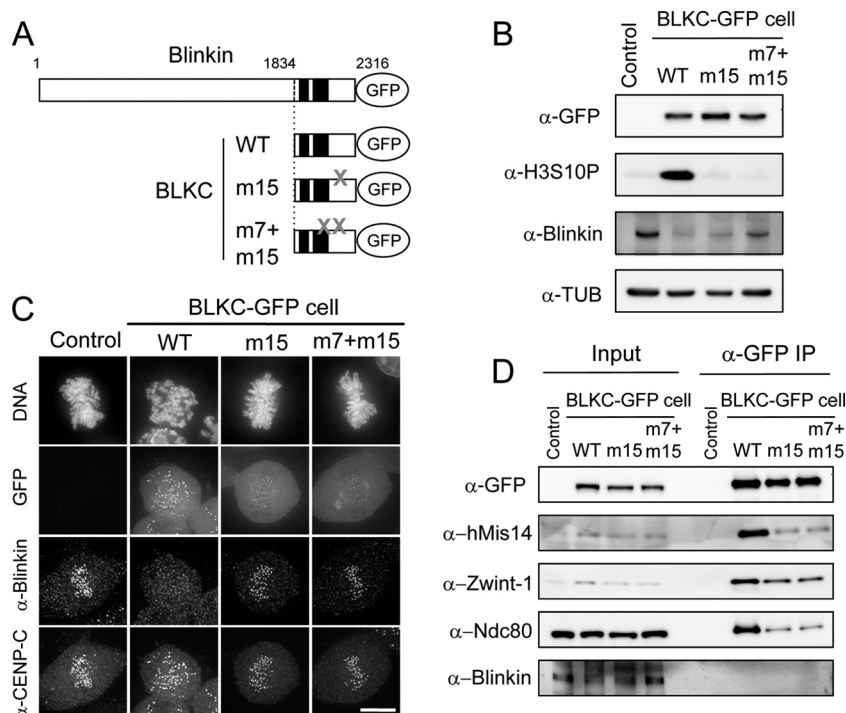 A
Blinkin
1 1834 2316
GFP
WT GFP
BLKC m15 X GFP
m7+ m15 XX GFP
B
BLKC-GFP cell
Control WT m15 m7+ m15
α-GFP
α-H3S10P
α-Blinkin
α-TUB
C
BLKC-GFP cell
Control WT m15 m7+m15
DNA
GFP
α-Blinkin
α-CENP-C
D
Input α-GFP IP
BLKC-GFP cell BLKC-GFP cell
Control WT m15 m7+ m15 Control WT m15 m7+ m15
α-GFP
α-hMis14
α-Zwint-1
α-Ndc80
α-Blinkin